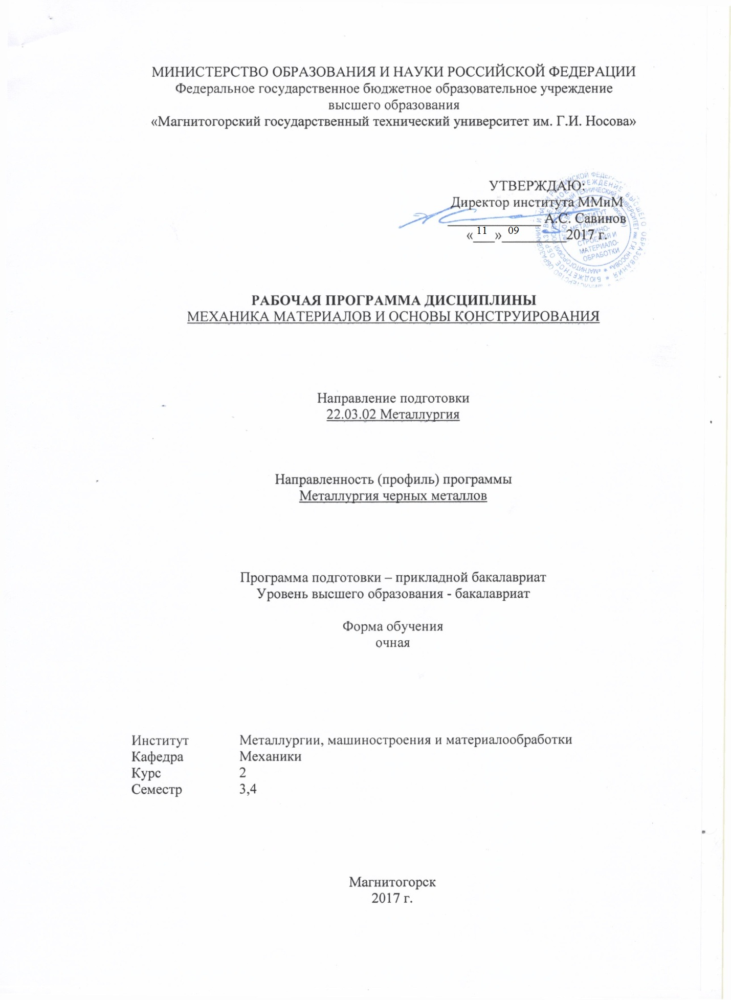 МИНИСТЕРСТВО ОБРАЗОВАНИЯ И НАУКИ РОССИЙСКОЙ ФЕДЕРАЦИИ
Федеральное государственное бюджетное образовательное учреждение
высшего образования
«Магнитогорский государственный технический университет им. Г.И. Носова»
УТВЕРЖДАЮ:
Директор института ММиМ
_____________ А.С. Савинов
«11» 09 2017 г.
ИНСТИТУТ
МЕТАЛЛУРГИИ
МАШИНО-
СТРОЕНИЯ И
МАТЕРИАЛО-
ОБРАБОТКИ
РАБОЧАЯ ПРОГРАММА ДИСЦИПЛИНЫ
МЕХАНИКА МАТЕРИАЛОВ И ОСНОВЫ КОНСТРУИРОВАНИЯ
Направление подготовки
22.03.02 Металлургия
Направленность (профиль) программы
Металлургия черных металлов
Программа подготовки – прикладной бакалавриат
Уровень высшего образования - бакалавриат
Форма обучения
очная
Институт Металлургии, машиностроения и материалообработки
Кафедра Механики
Курс 2
Семестр 3,4
Магнитогорск
2017 г.